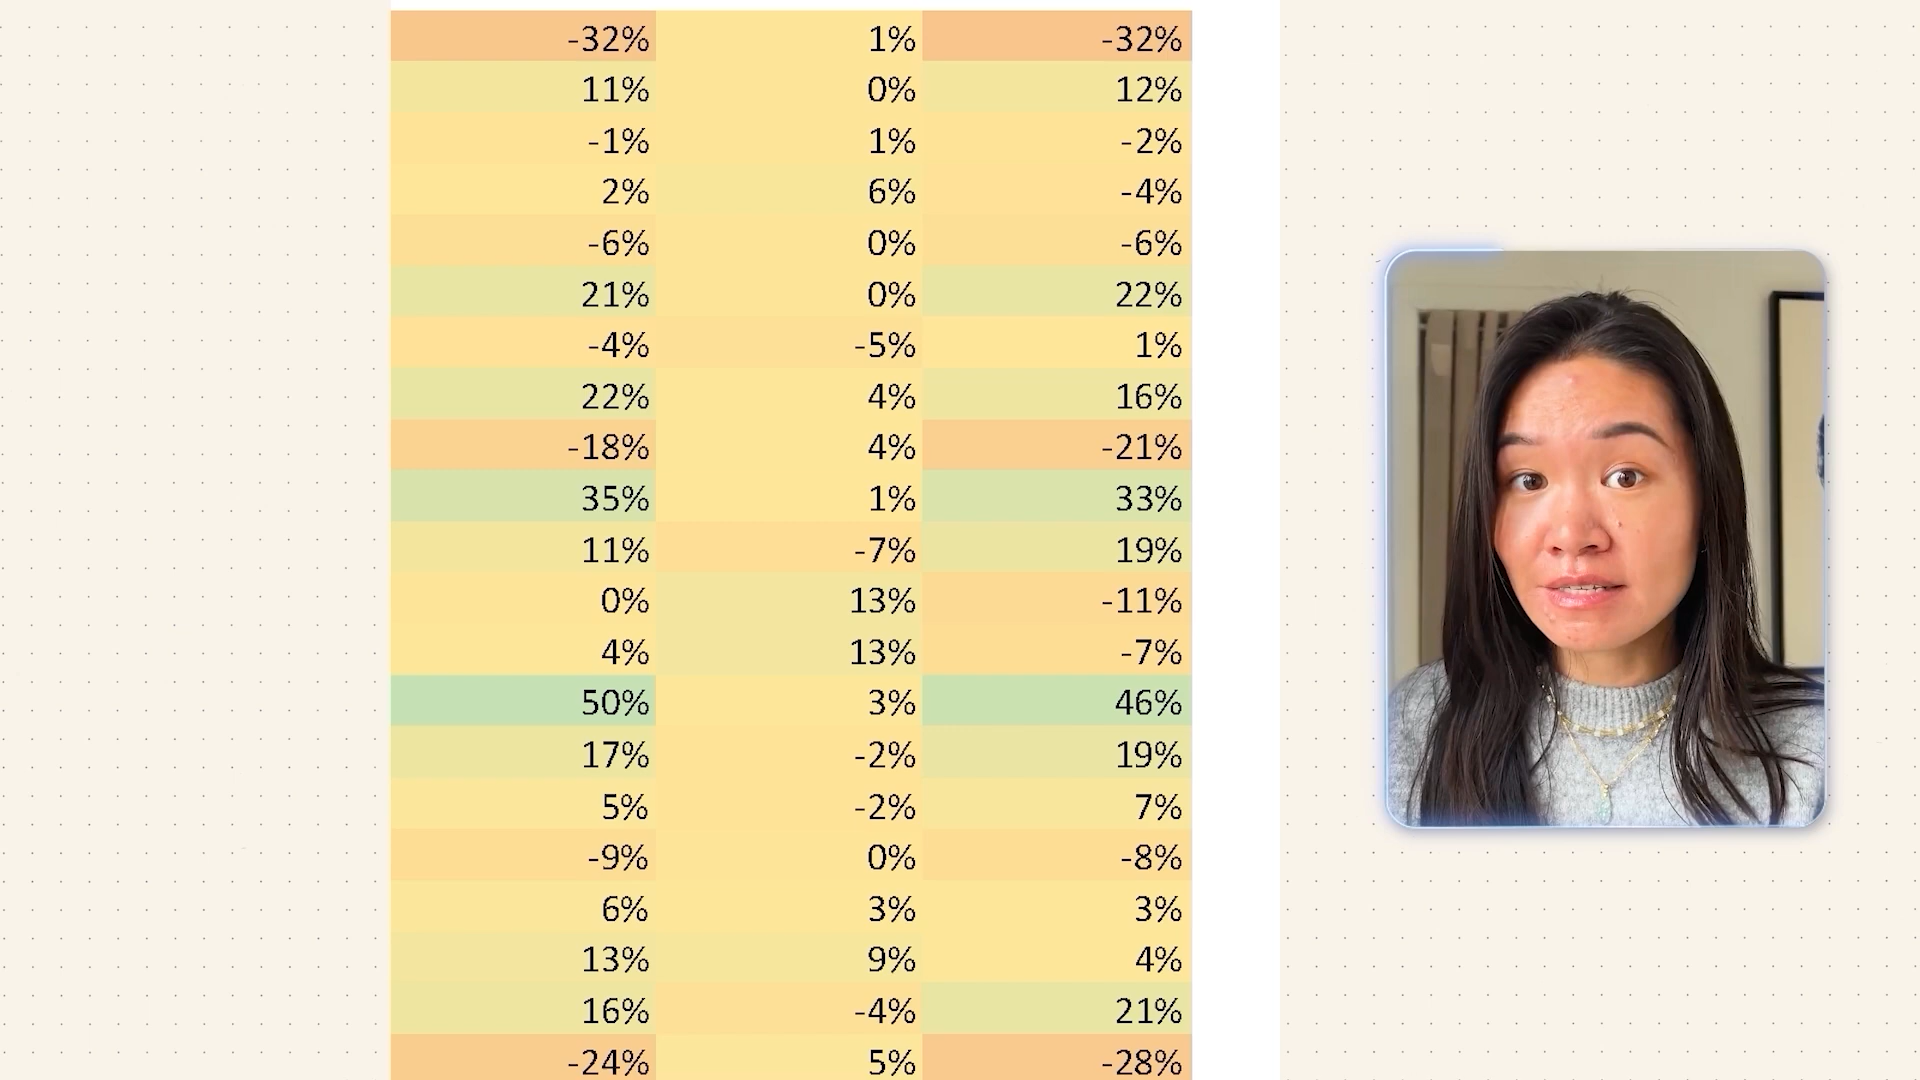 -32% 1% -32%
11% 0% 12%
-1% 1% -2%
2% 6% -4%
-6% 0% -6%
21% 0% 22%
-4% -5% 1%
22% 4% 16%
-18% 4% -21%
35% 1% 33%
11% -7% 19%
0% 13% -11%
4% 13% -7%
50% 3% 46%
17% -2% 19%
5% -2% 7%
-9% 0% -8%
6% 3% 3%
13% 9% 4%
16% -4% 21%
-24% 5% -28%